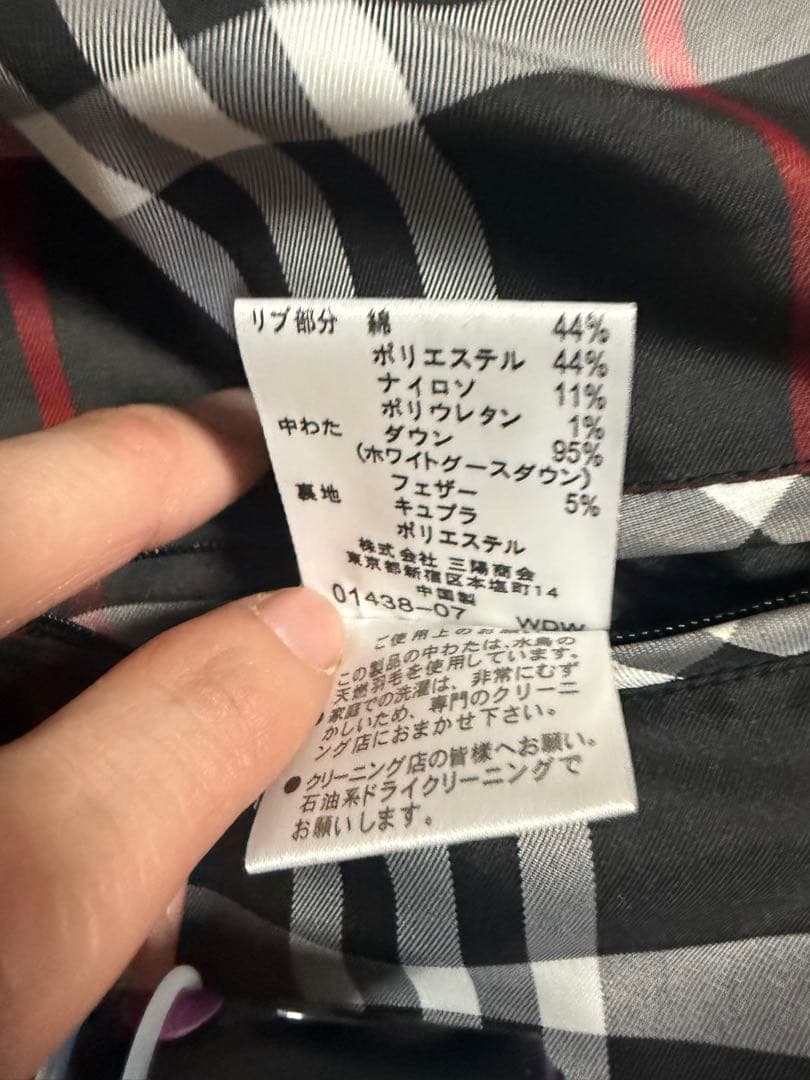 リブ部分 綿 44%
ポリエステル 44%
ナイロン 11%
ポリウレタン 1%
中わた ダウン 95%
(ホワイトグースダウン)
フェザー 5%
裏地 キュプラ
ポリエステル
株式会社 三陽商会
東京都新宿区本塩町14
中国製
01438-07 WDW
ご使用上のお願い
この製品の中わたは、水鳥の
天然羽毛を使用しています。
●家庭での洗濯は、非常にむず
かしいため、専門のクリーニ
ング店におまかせ下さい。
●クリーニング店の皆様へお願い。
石油系ドライクリーニングで
お願いします。